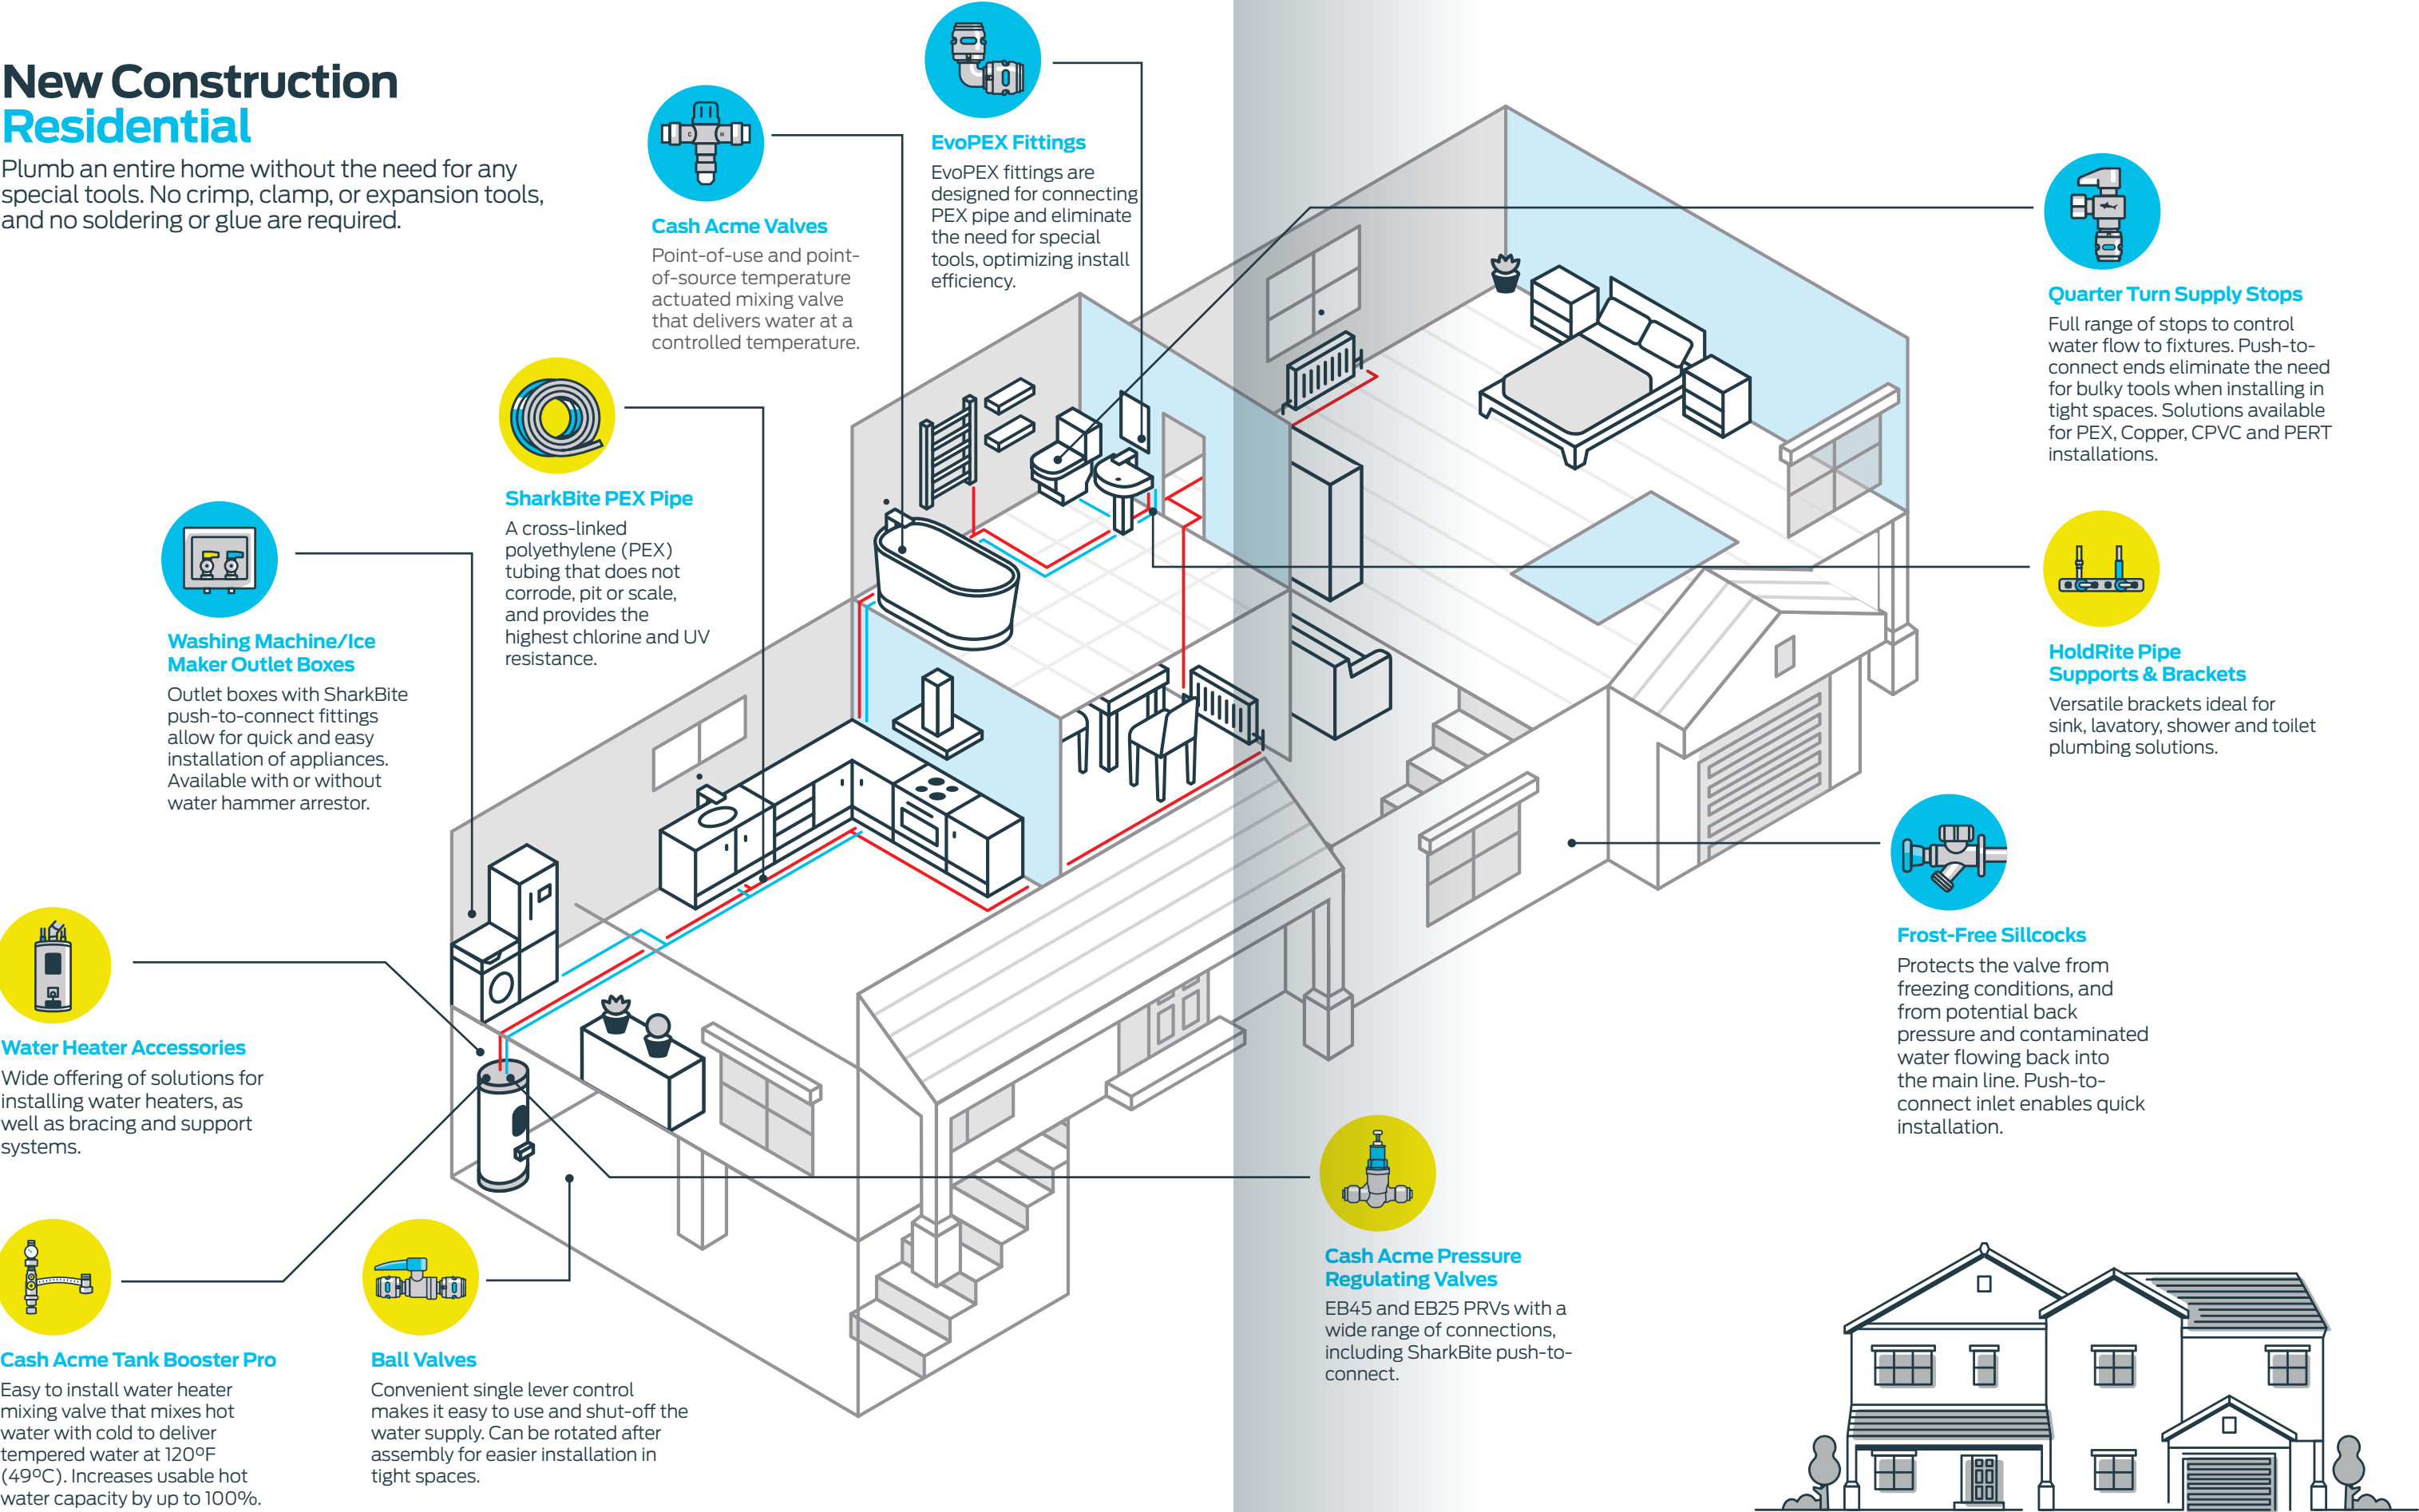 New Construction
Residential
Plumb an entire home without the need for any
special tools. No crimp, clamp, or expansion tools,
and no soldering or glue are required.
EvoPEX Fittings
EvoPEX fittings are
designed for connecting
PEX pipe and eliminate
the need for special
tools, optimizing install
efficiency.
C H
Cash Acme Valves
Point-of-use and point-
of-source temperature
actuated mixing valve
that delivers water at a
controlled temperature.
Quarter Turn Supply Stops
Full range of stops to control
water flow to fixtures. Push-to-
connect ends eliminate the need
for bulky tools when installing in
tight spaces. Solutions available
for PEX, Copper, CPVC and PERT
installations.
SharkBite PEX Pipe
A cross-linked
polyethylene (PEX)
tubing that does not
corrode, pit or scale,
and provides the
highest chlorine and UV
resistance.
Washing Machine/Ice
Maker Outlet Boxes
Outlet boxes with SharkBite
push-to-connect fittings
allow for quick and easy
installation of appliances.
Available with or without
water hammer arrestor.
HoldRite Pipe
Supports & Brackets
Versatile brackets ideal for
sink, lavatory, shower and toilet
plumbing solutions.
Frost-Free Sillcocks
Protects the valve from
freezing conditions, and
from potential back
pressure and contaminated
water flowing back into
the main line. Push-to-
connect inlet enables quick
installation.
Water Heater Accessories
Wide offering of solutions for
installing water heaters, as
well as bracing and support
systems.
Cash Acme Pressure
Regulating Valves
EB45 and EB25 PRVs with a
wide range of connections,
including SharkBite push-to-
connect.
Cash Acme Tank Booster Pro
Easy to install water heater
mixing valve that mixes hot
water with cold to deliver
tempered water at 120ºF
(49ºC). Increases usable hot
water capacity by up to 100%.
Ball Valves
Convenient single lever control
makes it easy to use and shut-off the
water supply. Can be rotated after
assembly for easier installation in
tight spaces.